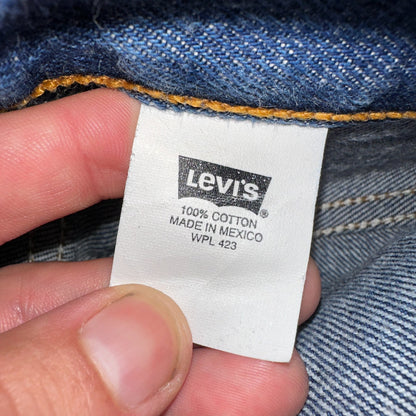 Levi's®
100% COTTON
MADE IN MEXICO
WPL 423